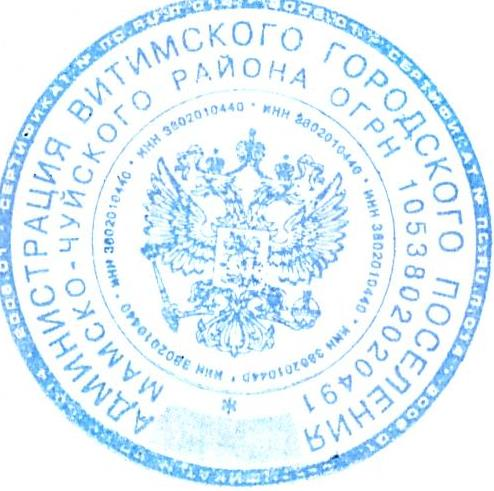 АДМИНИСТРАЦИЯ ВИТИМСКОГО ГОРОДСКОГО ПОСЕЛЕНИЯ
МАМСКО-ЧУЙСКОГО РАЙОНА ОГРН 1053802020491
* ИНН 3802010440 * ИНН 3802010440 * ИНН 3802010440 * ИНН 3802010440 * ИНН 3802010440 * ИНН 3802010440